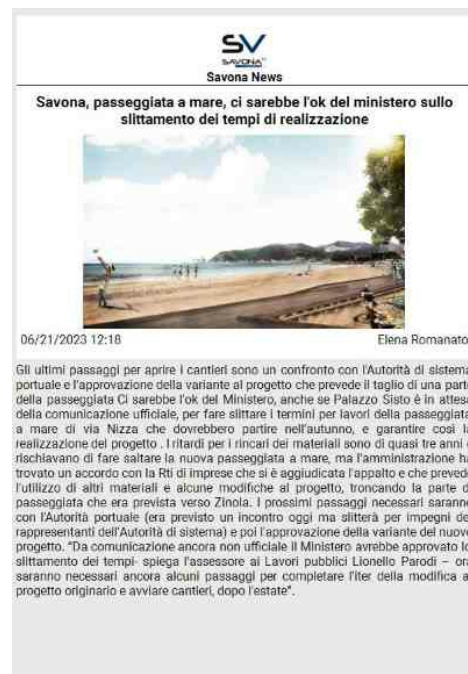 SV
SAVONA
Savona News
Savona, passeggiata a mare, ci sarebbe l'ok del ministero sullo
slittamento dei tempi di realizzazione
06/21/2023 12:18
Elena Romanato
Gli ultimi passaggi per aprire i cantieri sono un confronto con l'Autorità di sistema
portuale e l'approvazione della variante al progetto che prevede il taglio di una parte
della passeggiata Ci sarebbe l'ok del Ministero, anche se Palazzo Sisto è in attesa
della comunicazione ufficiale, per fare slittare i termini per lavori della passeggiata
a mare di via Nizza che dovrebbero partire nell'autunno, e garantire così la
realizzazione del progetto . I ritardi per i rincari dei materiali sono di quasi tre anni e
rischiavano di fare saltare la nuova passeggiata a mare, ma l'amministrazione ha
trovato un accordo con la Rti di imprese che si è aggiudicata l'appalto e che prevede
l'utilizzo di altri materiali e alcune modifiche al progetto, troncando la parte di
passeggiata che era prevista verso Zinola. I prossimi passaggi necessari saranno
con l'Autorità portuale (era previsto un incontro oggi ma slitterà per impegni dei
rappresentanti dell'Autorità di sistema) e poi l'approvazione della variante del nuovo
progetto. "Da comunicazione ancora non ufficiale il Ministero avrebbe approvato lo
slittamento dei tempi- spiega l'assessore ai Lavori pubblici Lionello Parodi – ora
saranno necessari ancora alcuni passaggi per completare l'iter della modifica al
progetto originario e avviare cantieri, dopo l'estate".